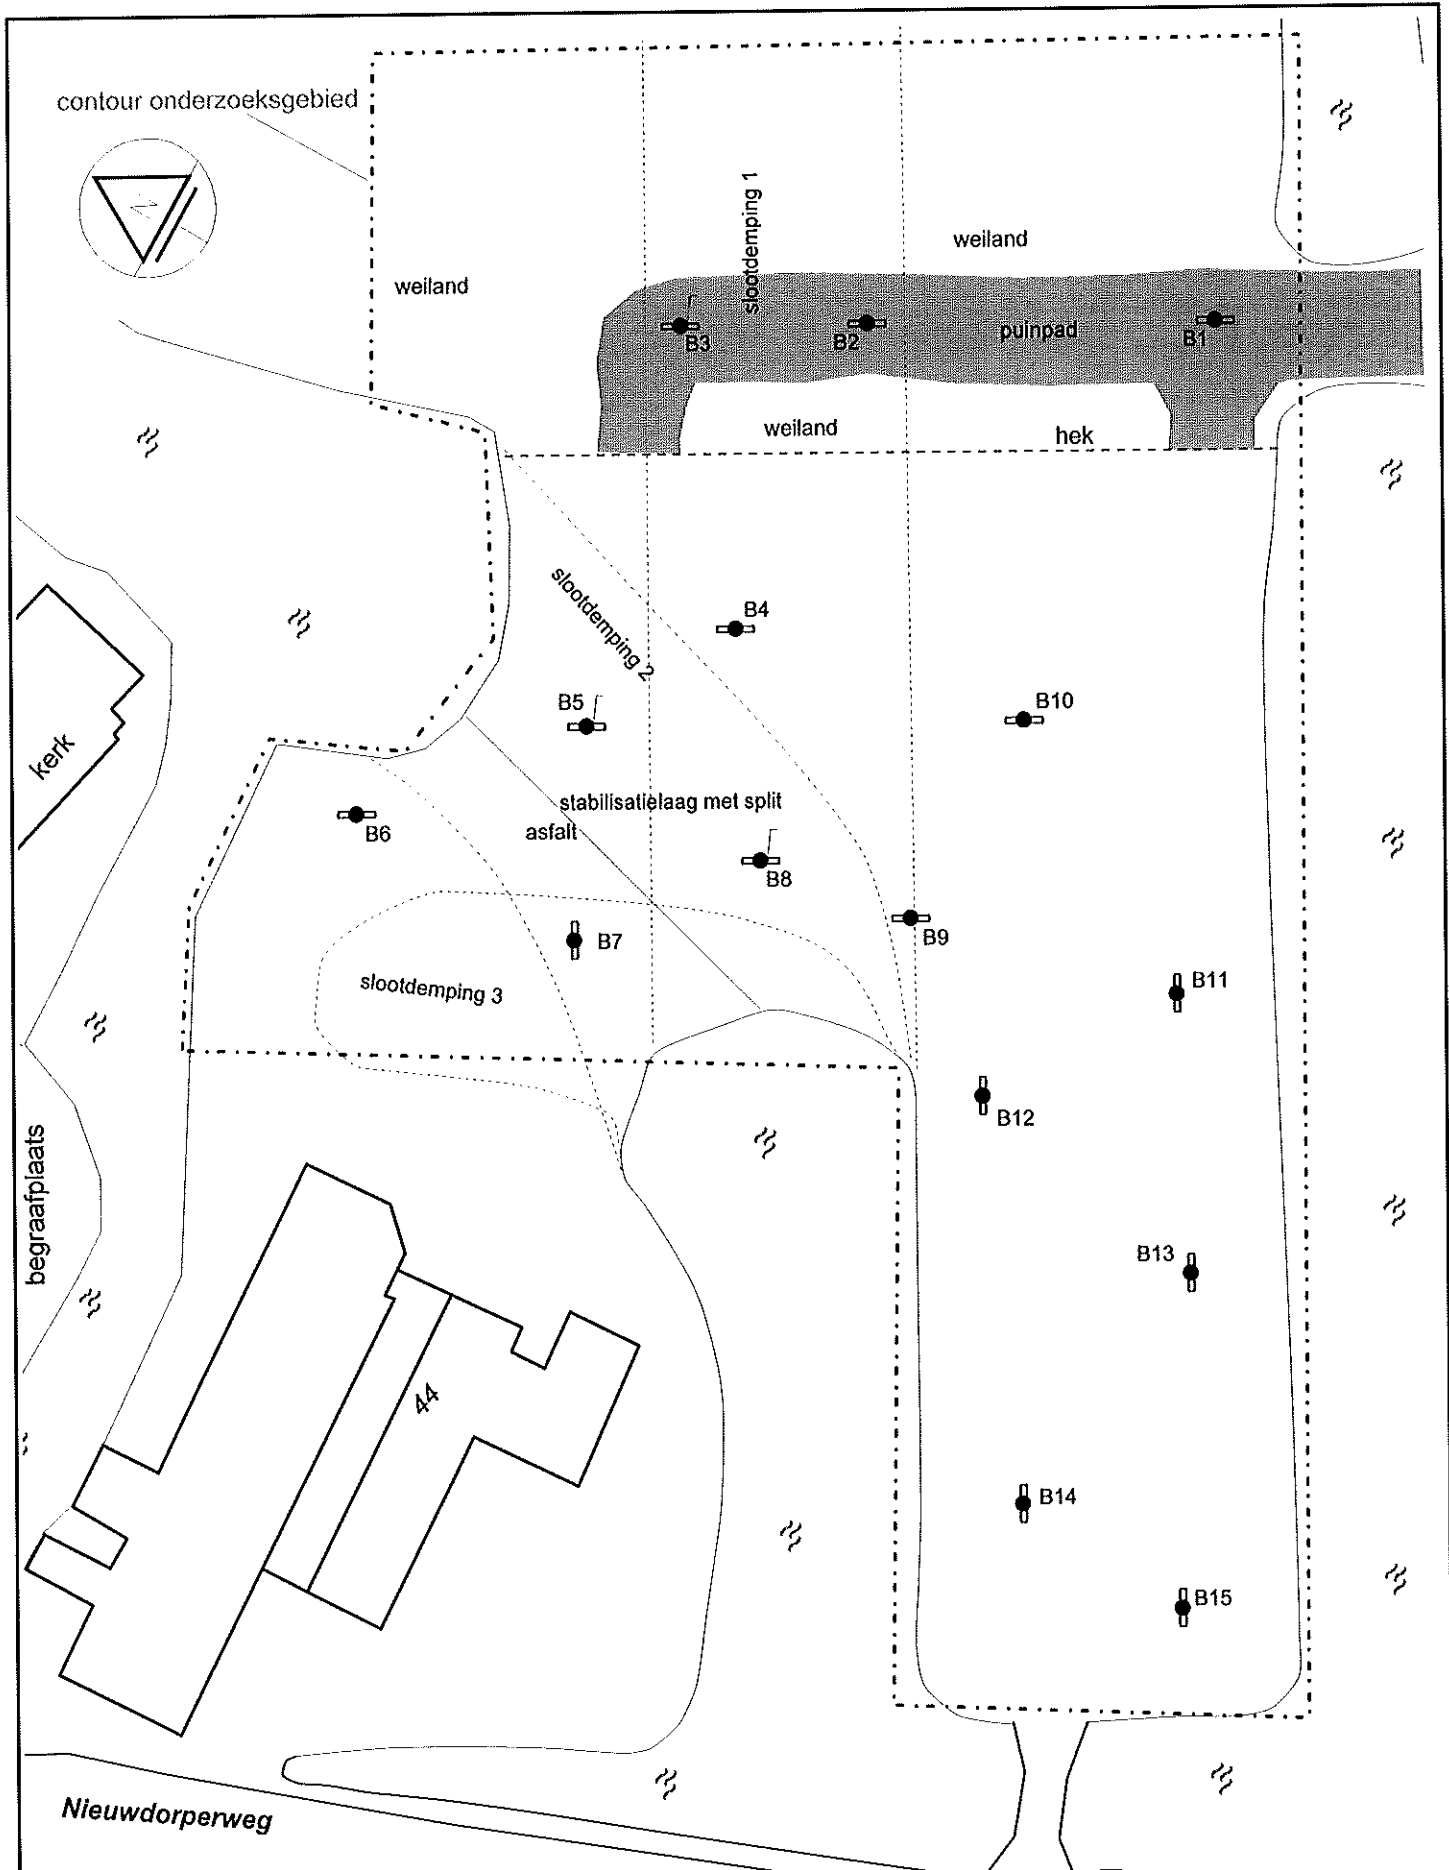 contour onderzoeksgebied
N
slootdemping 1
weiland
weiland
B3
B2
puinpad
B1
weiland
hek
slootdemping 2
B4
B5
B10
kerk
stabilisatielaag met split
asfalt
B6
B8
B9
B7
slootdemping 3
B11
B12
begraafplaats
B13
44
B14
B15
Nieuwdorperweg